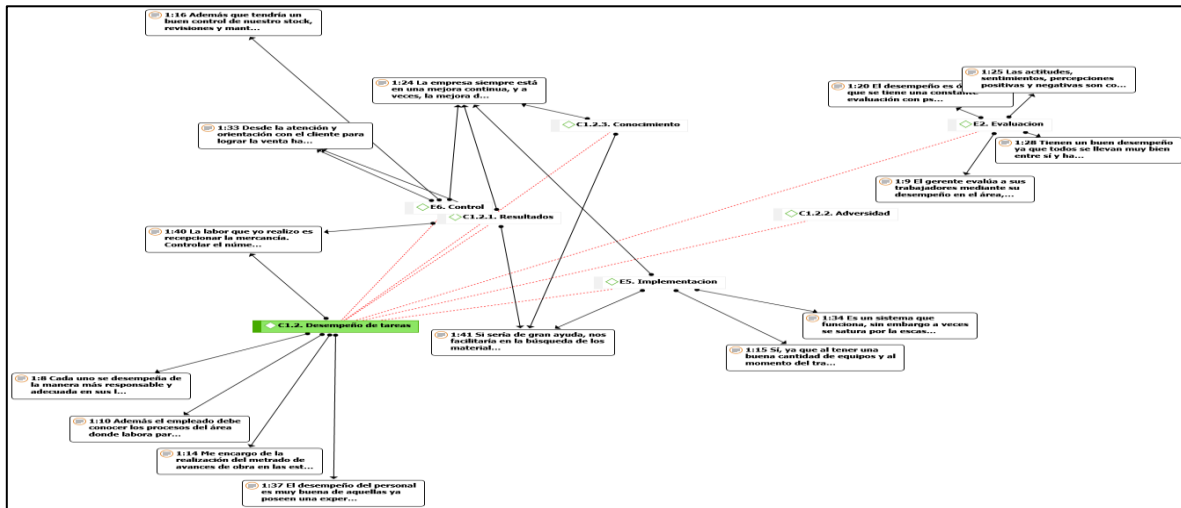 1:16 Además que tendría un
buen control de nuestro stock,
revisiones y mant...
1:24 La empresa siempre está
en una mejora continua, y a
veces, la mejora d...
1:25 Las actitudes,
sentimientos, percepciones
positivas y negativas son co...
1:20 El desempeño es
que se tiene una constante
evaluación con ps...
1:33 Desde la atención y
orientación con el cliente para
lograr la venta ha...
C1.2.3. Conocimiento
E2. Evaluacion
1:28 Tienen un buen desempeño
ya que todos se llevan muy bien
entre sí y ha...
1:9 El gerente evalúa a sus
trabajadores mediante su
desempeño en el área,...
E6. Control
C1.2.1. Resultados
C1.2.2. Adversidad
1:40 La labor que yo realizo es
recepcionar la mercancía.
Controlar el núme...
E5. Implementacion
C1.2. Desempeño de tareas
1:41 Si sería de gran ayuda, nos
facilitaría en la búsqueda de los
material...
1:34 Es un sistema que
funciona, sin embargo a veces
se satura por la escas...
1:15 Sí, ya que al tener una
buena cantidad de equipos y al
momento del tra...
1:8 Cada uno se desempeña de
la manera más responsable y
adecuada en sus l...
1:10 Además el empleado debe
conocer los procesos del área
donde labora par...
1:14 Me encargo de la
realización del metrado de
avances de obra en las est...
1:37 El desempeño del personal
es muy buena de aquellas ya
poseen una exper...